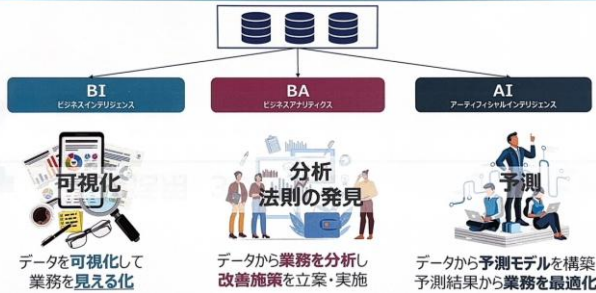 BI
ビジネスインテリジェンス
BA
ビジネスアナリティクス
AI
アーティフィシャルインテリジェンス
可視化
分析
法則の発見
予測
データを可視化して
業務を見える化
データから業務を分析し
改善施策を立案・実施
データから予測モデルを構築
予測結果から業務を最適化